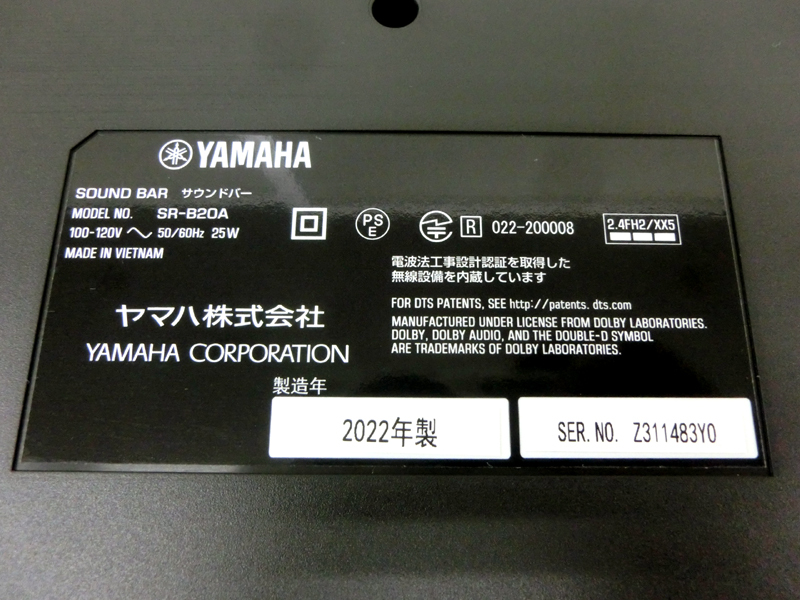 YAMAHA
SOUND BAR サウンドバー
MODEL NO. SR-B20A
100-120V ～ 50/60Hz 25W
MADE IN VIETNAM
PS E
R 022-200008
2.4FH2/XX5
電波法工事設計認証を取得した
無線設備を内蔵しています
FOR DTS PATENTS, SEE http://patents. dts.com
MANUFACTURED UNDER LICENSE FROM DOLBY LABORATORIES.
DOLBY, DOLBY AUDIO, AND THE DOUBLE-D SYMBOL
ARE TRADEMARKS OF DOLBY LABORATORIES.
ヤマハ株式会社
YAMAHA CORPORATION
製造年
2022年製
SER. NO. Z311483Y0